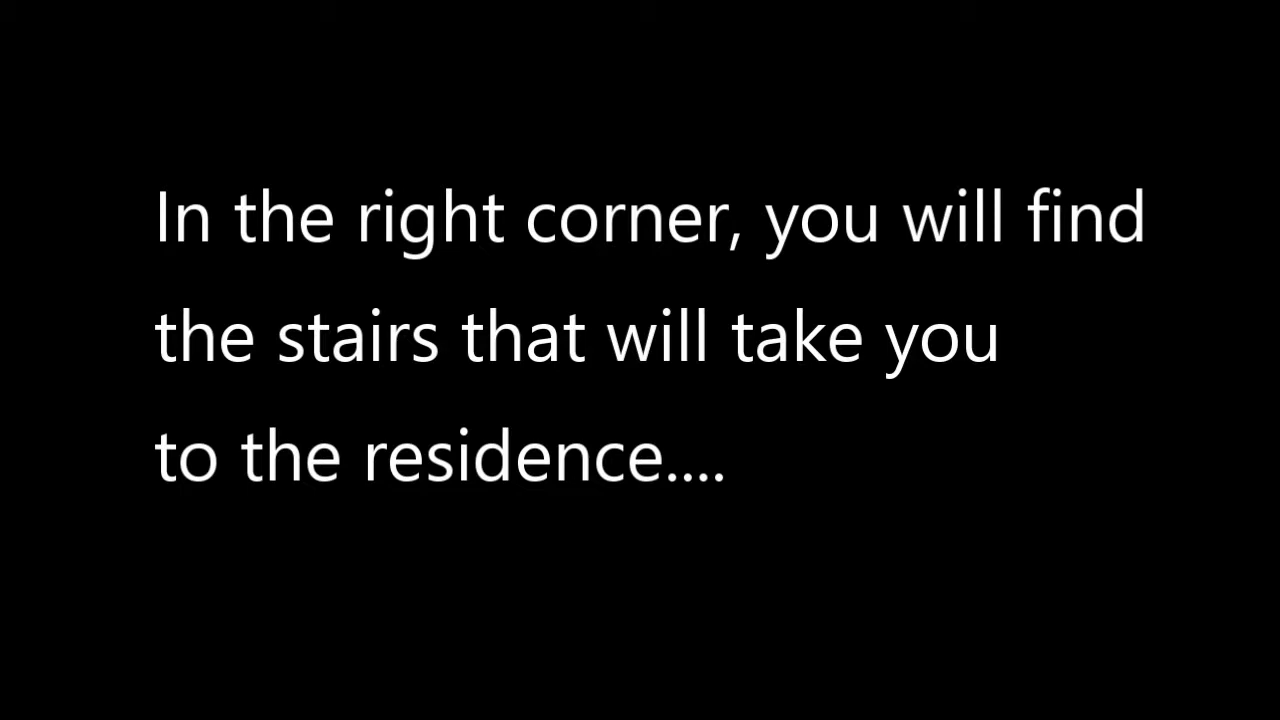 In the right corner, you will find
the stairs that will take you
to the residence....